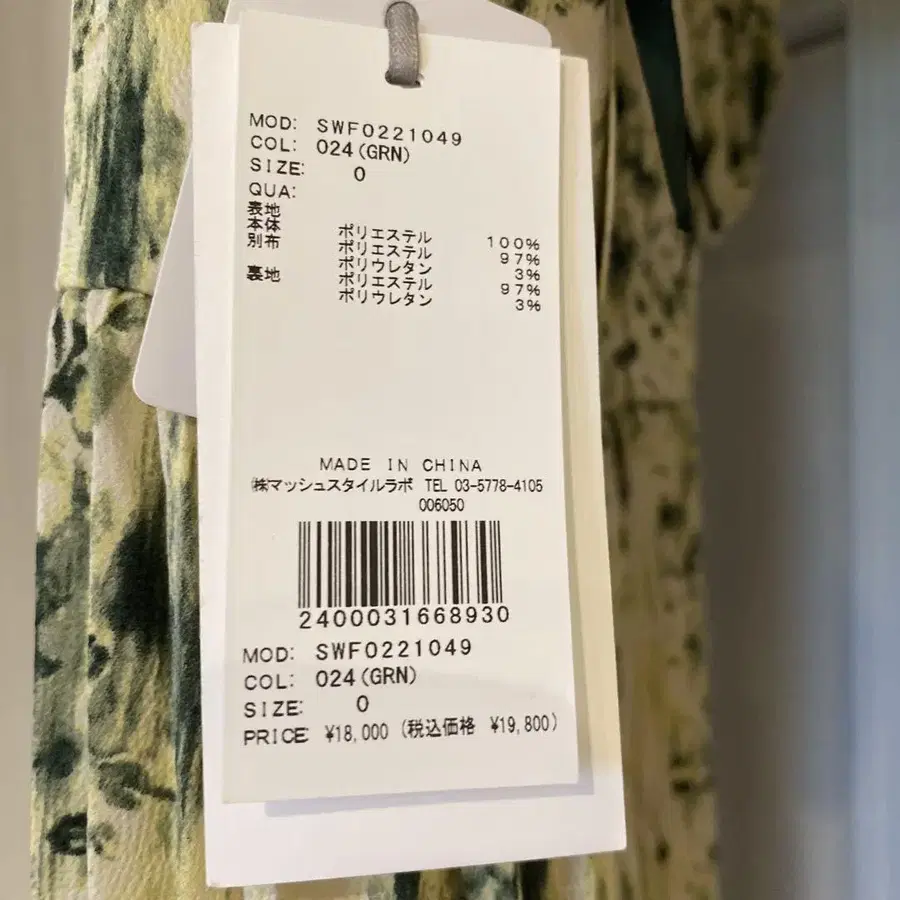 MOD: SWF0221049
COL: 024(GRN)
SIZE: 0
QUA:
表地
本体 ポリエステル 100%
別布 ポリエステル 97%
ポリウレタン 3%
裏地 ポリエステル 97%
ポリウレタン 3%
MADE IN CHINA
㈱マッシュスタイルラボ TEL 03-5778-4105
006050
2400031668930
MOD: SWF0221049
COL: 024(GRN)
SIZE: 0
PRICE: ¥18,000 (税込価格 ¥19,800)